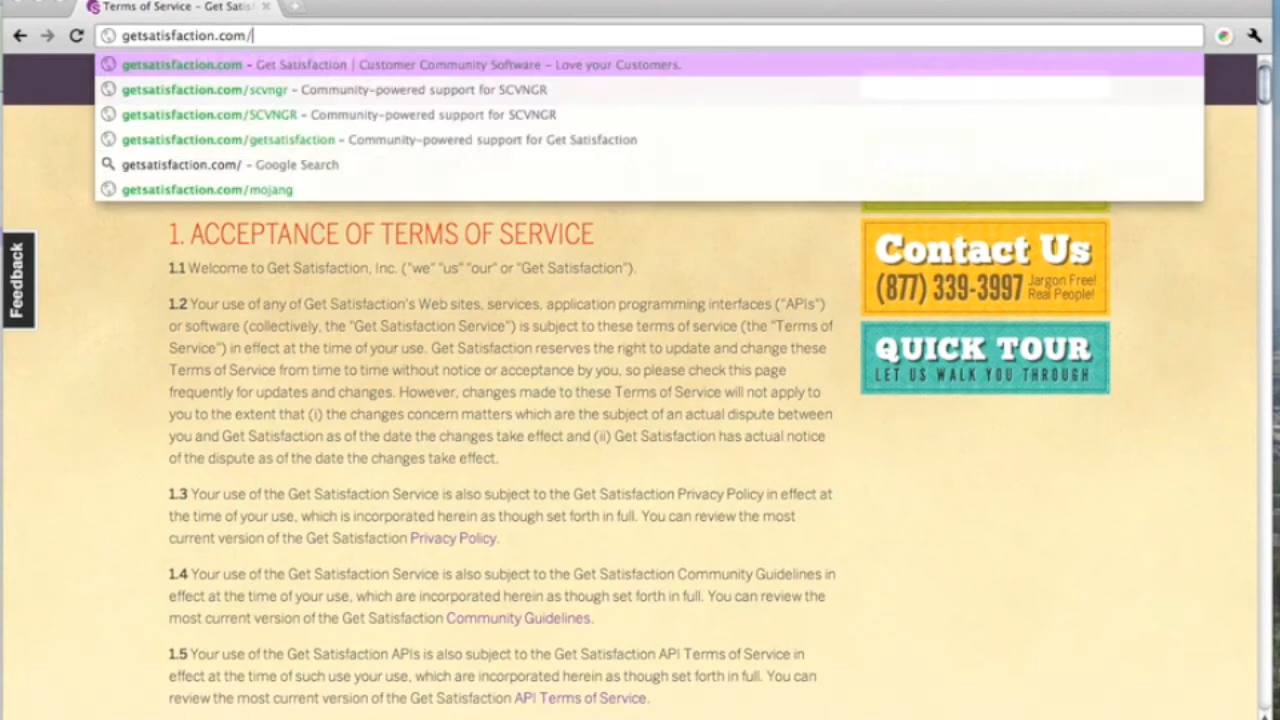 Terms of Service - Get Satis
getsatisfaction.com/
getsatisfaction.com - Get Satisfaction | Customer Community Software - Love your Customers.
getsatisfaction.com/scvngr - Community-powered support for SCVNGR
getsatisfaction.com/SCVNGR - Community-powered support for SCVNGR
getsatisfaction.com/getsatisfaction - Community-powered support for Get Satisfaction
getsatisfaction.com/ - Google Search
getsatisfaction.com/mojang
Feedback
1. ACCEPTANCE OF TERMS OF SERVICE
1.1 Welcome to Get Satisfaction, Inc. ("we" "us" "our" or "Get Satisfaction").
1.2 Your use of any of Get Satisfaction's Web sites, services, application programming interfaces ("APIs")
or software (collectively, the "Get Satisfaction Service") is subject to these terms of service (the "Terms of
Service") in effect at the time of your use. Get Satisfaction reserves the right to update and change these
Terms of Service from time to time without notice or acceptance by you, so please check this page
frequently for updates and changes. However, changes made to these Terms of Service will not apply to
you to the extent that (i) the changes concern matters which are the subject of an actual dispute between
you and Get Satisfaction as of the date the changes take effect and (ii) Get Satisfaction has actual notice
of the dispute as of the date the changes take effect.
1.3 Your use of the Get Satisfaction Service is also subject to the Get Satisfaction Privacy Policy in effect at
the time of your use, which is incorporated herein as though set forth in full. You can review the most
current version of the Get Satisfaction Privacy Policy.
1.4 Your use of the Get Satisfaction Service is also subject to the Get Satisfaction Community Guidelines in
effect at the time of your use, which are incorporated herein as though set forth in full. You can review the
most current version of the Get Satisfaction Community Guidelines.
1.5 Your use of the Get Satisfaction APIs is also subject to the Get Satisfaction API Terms of Service in
effect at the time of such use your use, which are incorporated herein as though set forth in full. You can
review the most current version of the Get Satisfaction API Terms of Service.
Contact Us
(877) 339-3997
Jargon Free!
Real People!
QUICK TOUR
LET US WALK YOU THROUGH